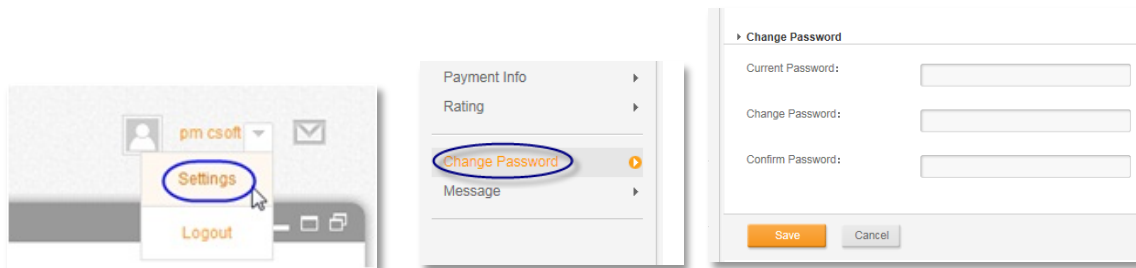 pm csoft
Settings
Logout
Payment Info
Rating
Change Password
Message
Change Password
Current Password:
Change Password:
Confirm Password:
Save Cancel